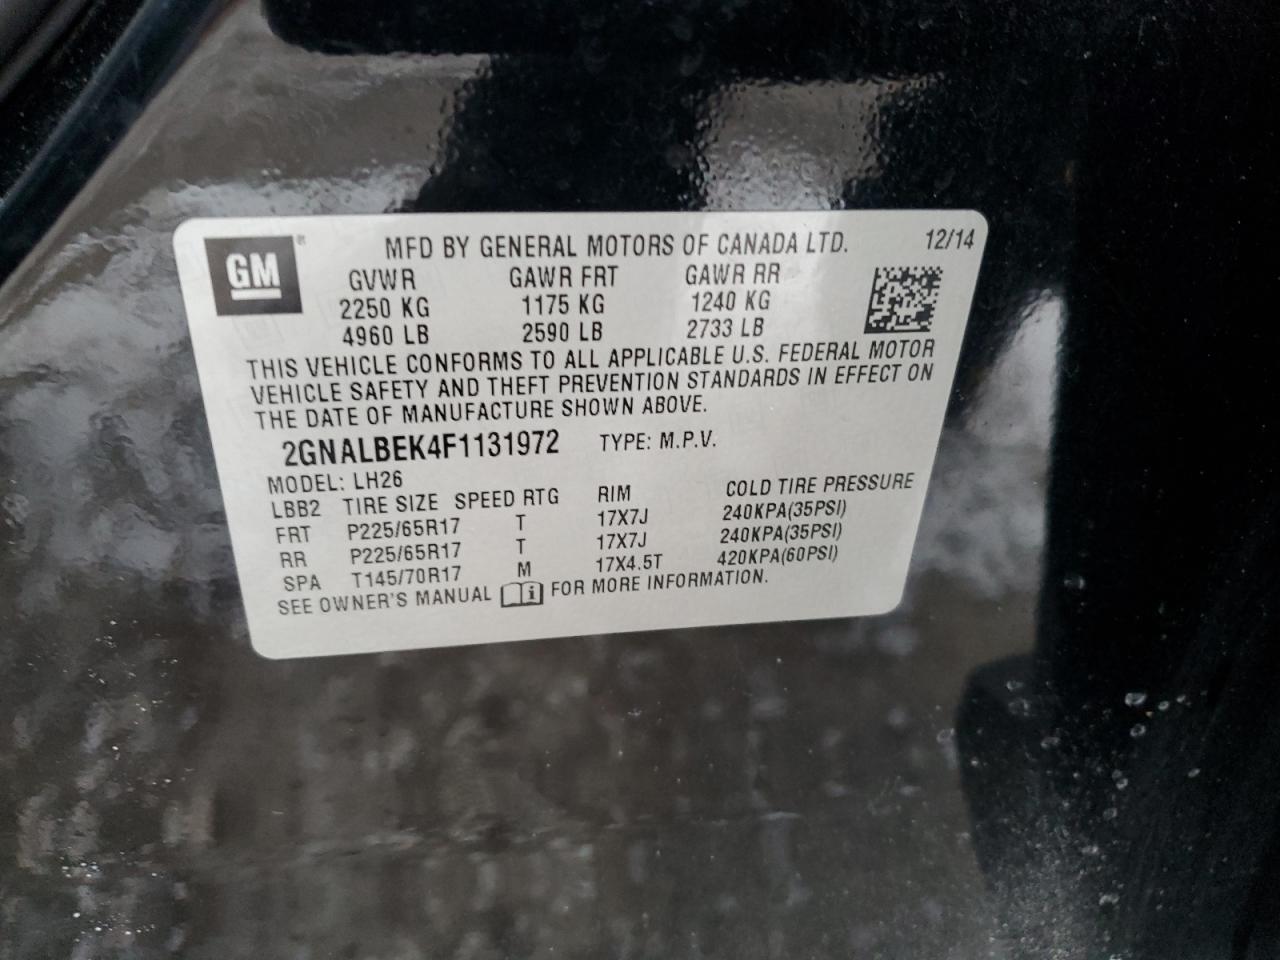 GM ® MFD BY GENERAL MOTORS OF CANADA LTD. 12/14
GVWR GAWR FRT GAWR RR
2250 KG 1175 KG 1240 KG
4960 LB 2590 LB 2733 LB
THIS VEHICLE CONFORMS TO ALL APPLICABLE U.S. FEDERAL MOTOR
VEHICLE SAFETY AND THEFT PREVENTION STANDARDS IN EFFECT ON
THE DATE OF MANUFACTURE SHOWN ABOVE.
2GNALBEK4F1131972 TYPE: M.P.V.
MODEL: LH26
LBB2 TIRE SIZE SPEED RTG RIM COLD TIRE PRESSURE
FRT P225/65R17 T 17X7J 240KPA(35PSI)
RR P225/65R17 T 17X7J 240KPA(35PSI)
SPA T145/70R17 M 17X4.5T 420KPA(60PSI)
SEE OWNER'S MANUAL i FOR MORE INFORMATION.